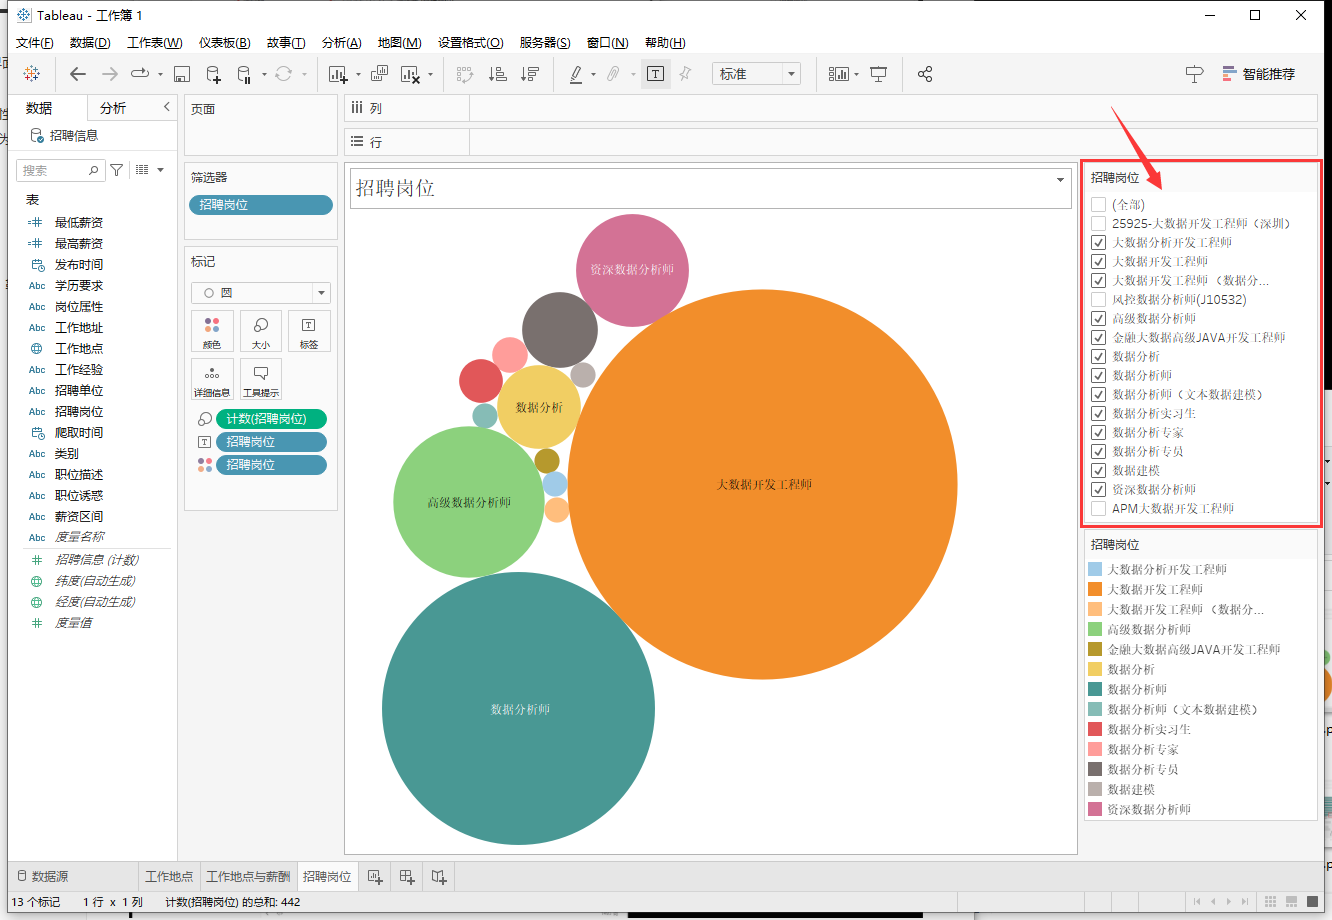 Tableau - 工作簿 1
文件(F) 数据(D) 工作表(W) 仪表板(B) 故事(T) 分析(A) 地图(M) 设置格式(O) 服务器(S) 窗口(N) 帮助(H)
标准
智能推荐
数据 分析
招聘信息
搜索
表
最低薪资
最高薪资
发布时间
Abc 学历要求
Abc 岗位属性
Abc 工作地址
工作地点
Abc 工作经验
Abc 招聘单位
Abc 招聘岗位
爬取时间
Abc 类别
Abc 职位描述
Abc 职位诱惑
Abc 薪资区间
Abc 度量名称
招聘信息 (计数)
纬度(自动生成)
经度(自动生成)
度量值
页面
筛选器
招聘岗位
标记
圆
颜色 大小 标签
详细信息 工具提示
计数(招聘岗位)
招聘岗位
招聘岗位
列
行
招聘岗位
资深数据分析师
数据分析
大数据开发工程师
高级数据分析师
数据分析师
招聘岗位
(全部)
25925-大数据开发工程师（深圳）
大数据分析开发工程师
大数据开发工程师
大数据开发工程师 （数据分...
风控数据分析师(J10532)
高级数据分析师
金融大数据高级JAVA开发工程师
数据分析
数据分析师
数据分析师（文本数据建模）
数据分析实习生
数据分析专家
数据分析专员
数据建模
资深数据分析师
APM大数据开发工程师
招聘岗位
大数据分析开发工程师
大数据开发工程师
大数据开发工程师 （数据分...
高级数据分析师
金融大数据高级JAVA开发工程师
数据分析
数据分析师
数据分析师（文本数据建模）
数据分析实习生
数据分析专家
数据分析专员
数据建模
资深数据分析师
数据源 工作地点 工作地点与薪酬 招聘岗位
13 个标记 1 行 x 1 列 计数(招聘岗位) 的总和: 442